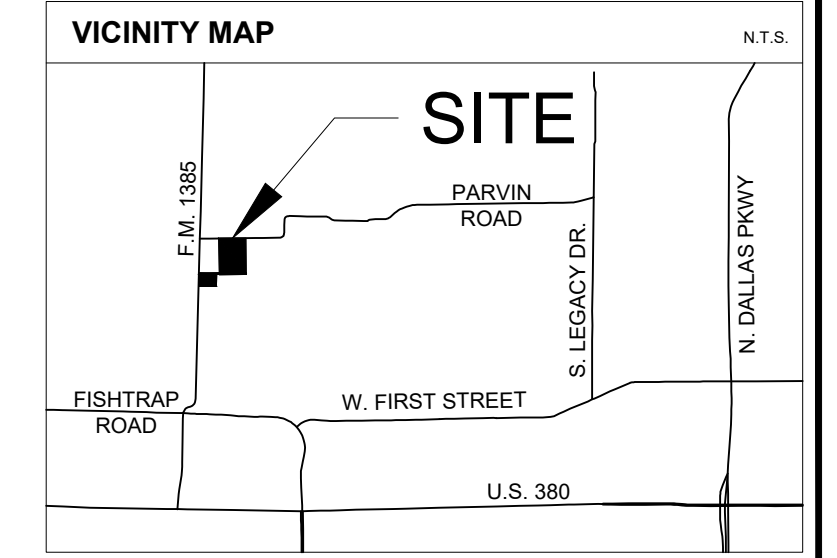 VICINITY MAP
N.T.S.
SITE
F.M. 1385
PARVIN
ROAD
S. LEGACY DR.
N. DALLAS PKWY
FISHTRAP
ROAD
W. FIRST STREET
U.S. 380